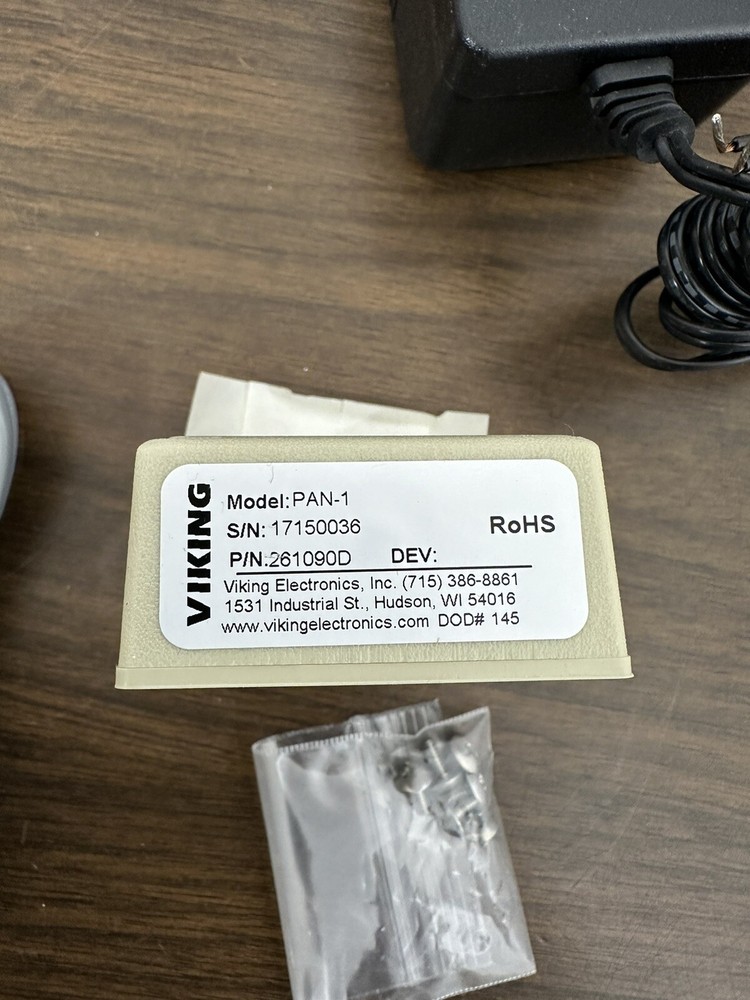 VIKING
Model:PAN-1
S/N: 17150036
RoHS
P/N:261090D DEV:
Viking Electronics, Inc. (715) 386-8861
1531 Industrial St., Hudson, WI 54016
www.vikingelectronics.com DOD# 145